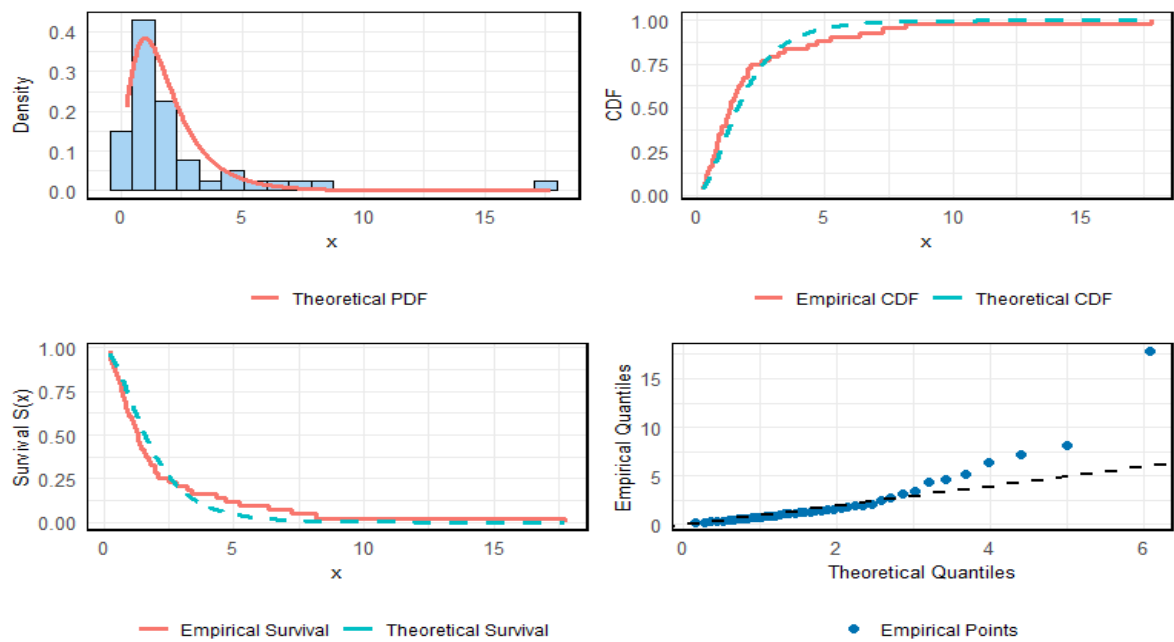 Density
0.4
0.3
0.2
0.1
0.0
0 5 10 15
x
Theoretical PDF
CDF
1.00
0.75
0.50
0.25
0.00
0 5 10 15
x
Empirical CDF Theoretical CDF
Survival S(x)
1.00
0.75
0.50
0.25
0.00
0 5 10 15
x
Empirical Survival Theoretical Survival
Empirical Quantiles
15
10
5
0
0 2 4 6
Theoretical Quantiles
Empirical Points